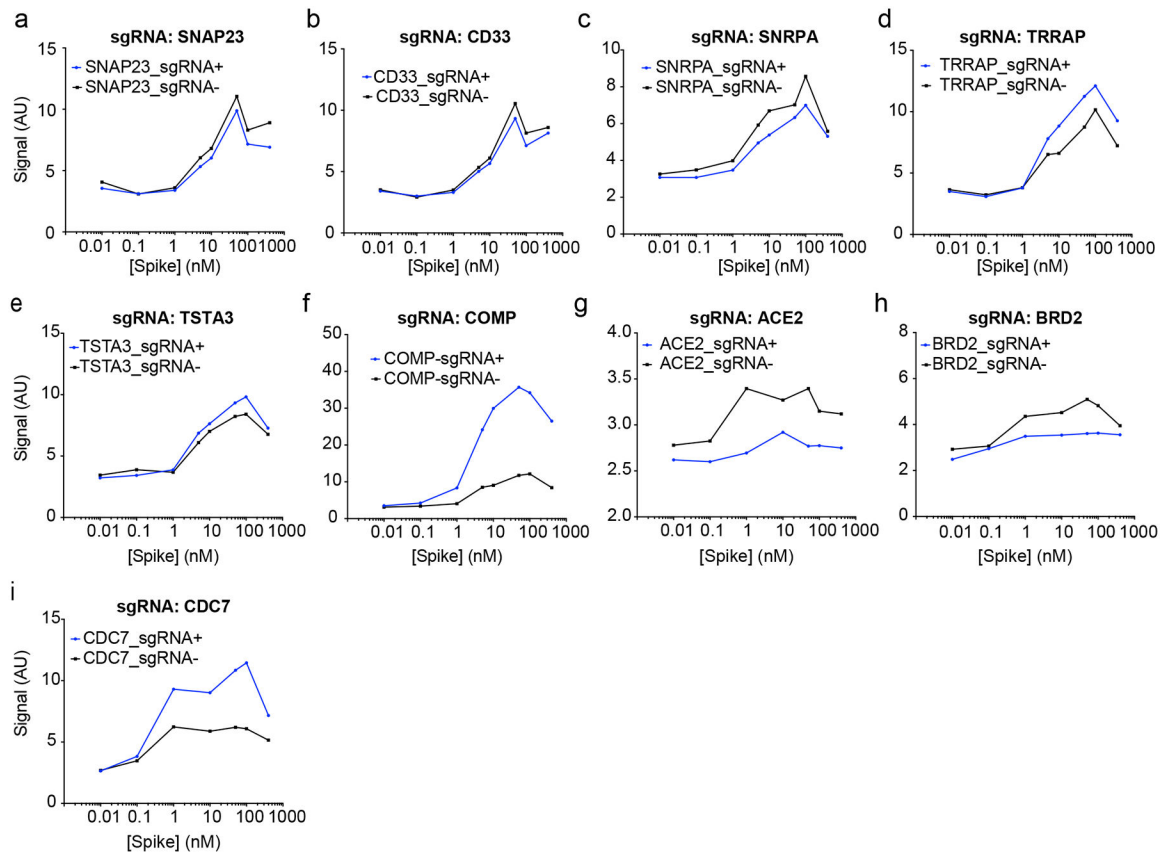 a
sgRNA: SNAP23
15
SNAP23_sgRNA+
SNAP23_sgRNA-
10
5
0
Signal (AU)
0.01 0.1 1 10 100 1000
[Spike] (nM)
b
sgRNA: CD33
15
CD33_sgRNA+
CD33_sgRNA-
10
5
0
0.01 0.1 1 10 100 1000
[Spike] (nM)
c
sgRNA: SNRPA
10
SNRPA_sgRNA+
SNRPA_sgRNA-
8
6
4
2
0
0.01 0.1 1 10 100 1000
[Spike] (nM)
d
sgRNA: TRRAP
15
TRRAP_sgRNA+
TRRAP_sgRNA-
10
5
0
0.01 0.1 1 10 100 1000
[Spike] (nM)
e
sgRNA: TSTA3
15
TSTA3_sgRNA+
TSTA3_sgRNA-
10
5
0
Signal (AU)
0.01 0.1 1 10 100 1000
[Spike] (nM)
f
sgRNA: COMP
50
COMP-sgRNA+
COMP-sgRNA-
40
30
20
10
0
0.01 0.1 1 10 100 1000
[Spike] (nM)
g
sgRNA: ACE2
4.0
ACE2_sgRNA+
ACE2_sgRNA-
3.5
3.0
2.5
2.0
0.01 0.1 1 10 100 1000
[Spike] (nM)
h
sgRNA: BRD2
8
BRD2_sgRNA+
BRD2_sgRNA-
6
4
2
0
0.01 0.1 1 10 100 1000
[Spike] (nM)
i
sgRNA: CDC7
15
CDC7_sgRNA+
CDC7_sgRNA-
10
5
0
Signal (AU)
0.01 0.1 1 10 100 1000
[Spike] (nM)